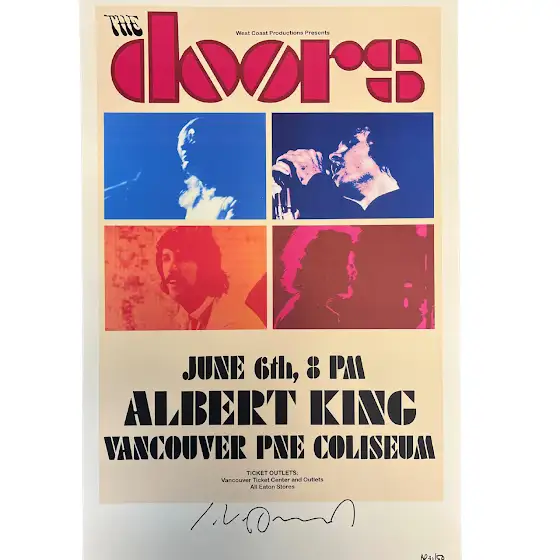 THE
West Coast Productions Presents
doors
JUNE 6th, 8 PM
ALBERT KING
VANCOUVER PNE COLISEUM
TICKET OUTLETS:
Vancouver Ticket Center and Outlets
All Eaton Stores